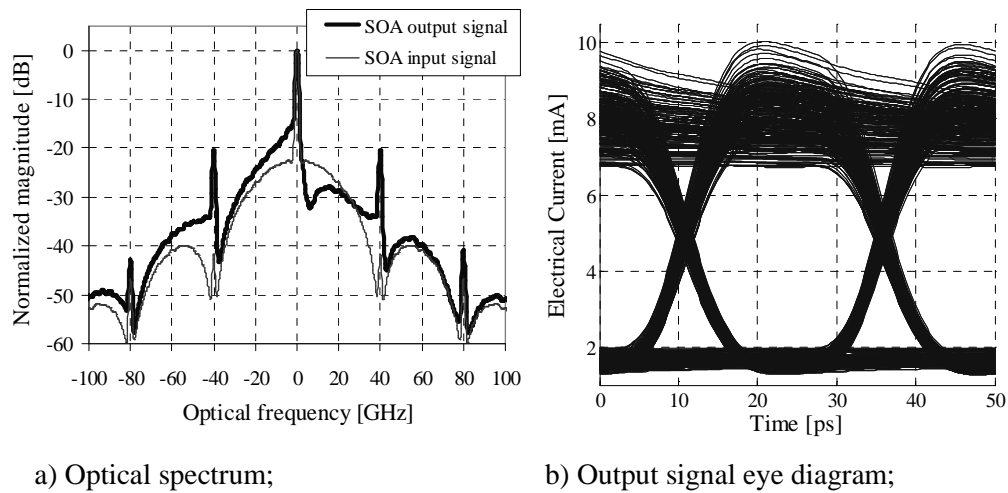 SOA output signal
SOA input signal
Normalized magnitude [dB]
0
-10
-20
-30
-40
-50
-60
-100 -80 -60 -40 -20 0 20 40 60 80 100
Optical frequency [GHz]
a) Optical spectrum;
Electrical Current [mA]
10
8
6
4
2
0 10 20 30 40 50
Time [ps]
b) Output signal eye diagram;